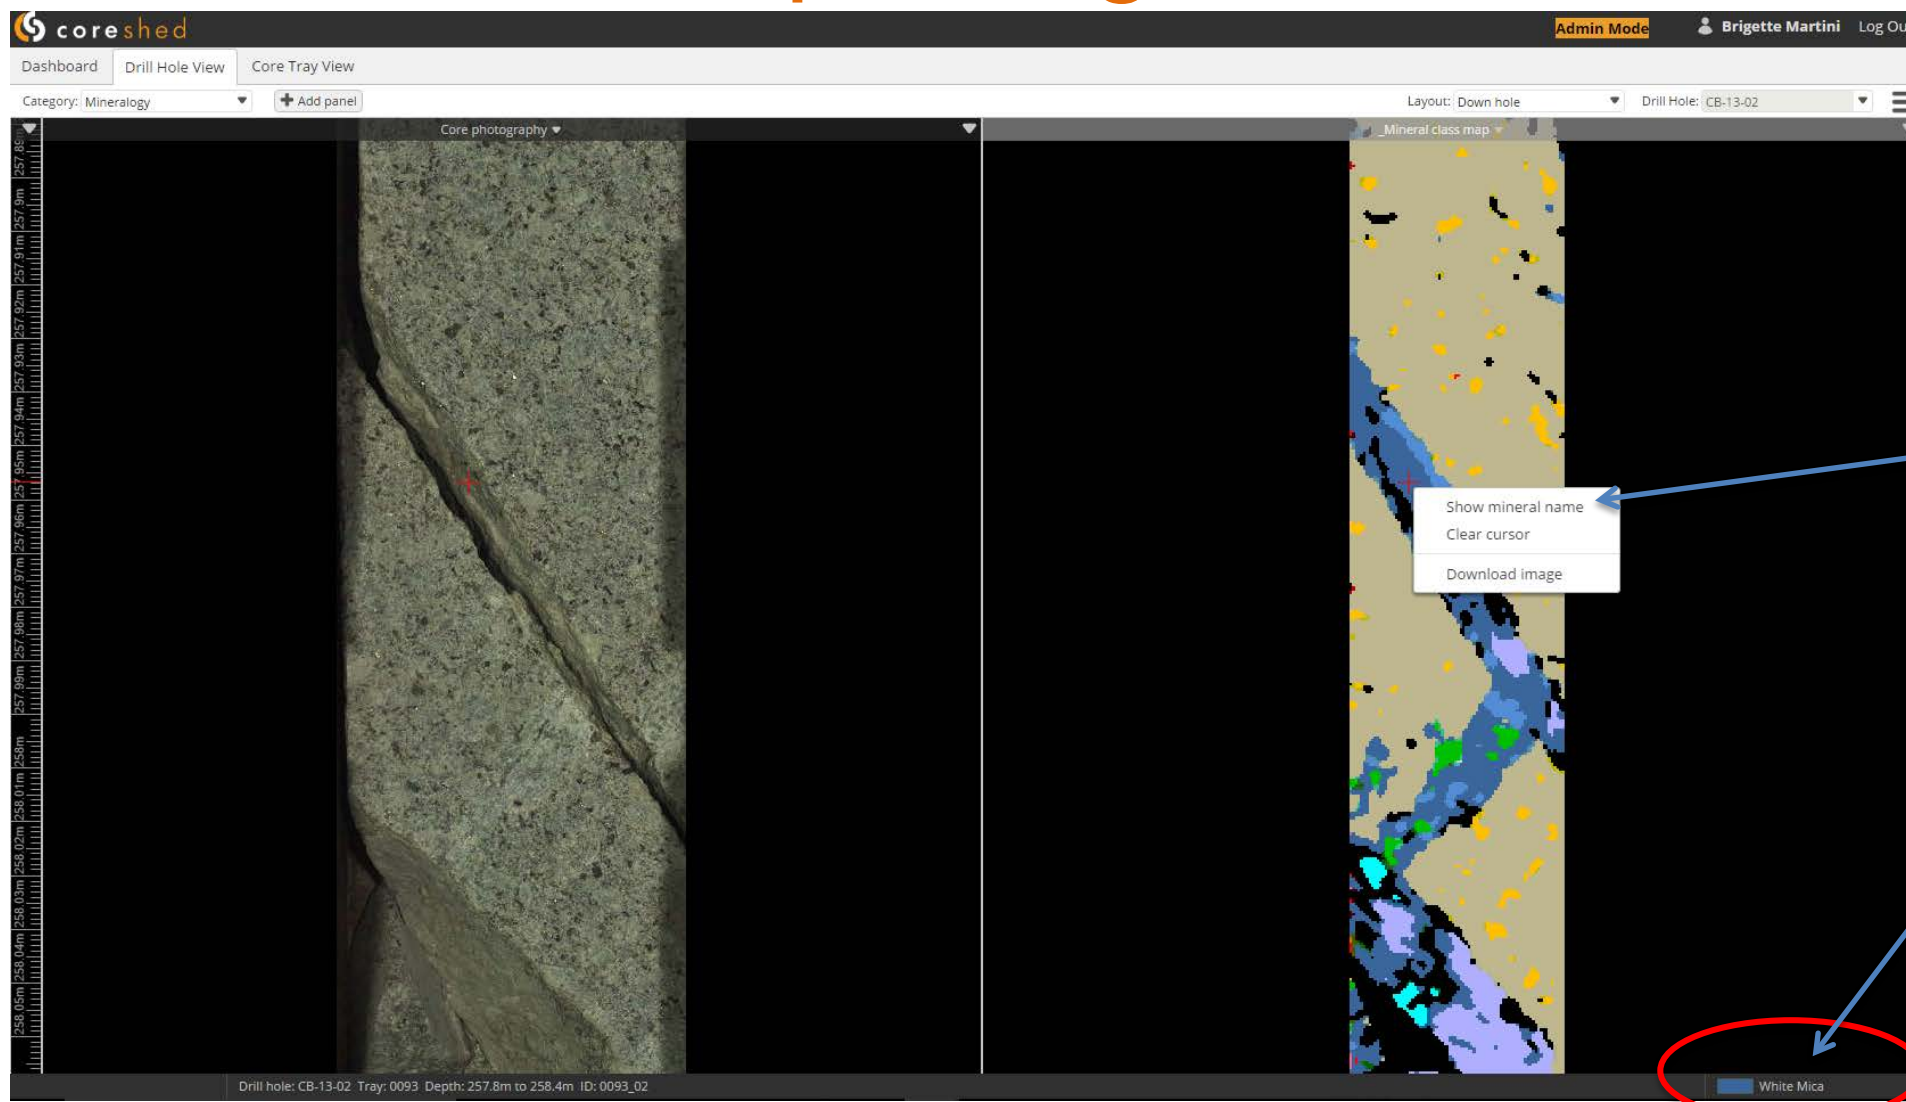 coreshed
Admin Mode
Brigette Martini
Log Ou
Dashboard
Drill Hole View
Core Tray View
Category: Mineralogy
Add panel
Layout: Down hole
Drill Hole: CB-13-02
Core photography
_Mineral class map
257.89m
257.9m
257.91m
257.92m
257.93m
257.94m
257.95m
257.96m
257.97m
257.98m
257.99m
258m
258.01m
258.02m
258.03m
258.04m
258.05m
Show mineral name
Clear cursor
Download image
Drill hole: CB-13-02 Tray: 0093 Depth: 257.8m to 258.4m ID: 0093_02
White Mica